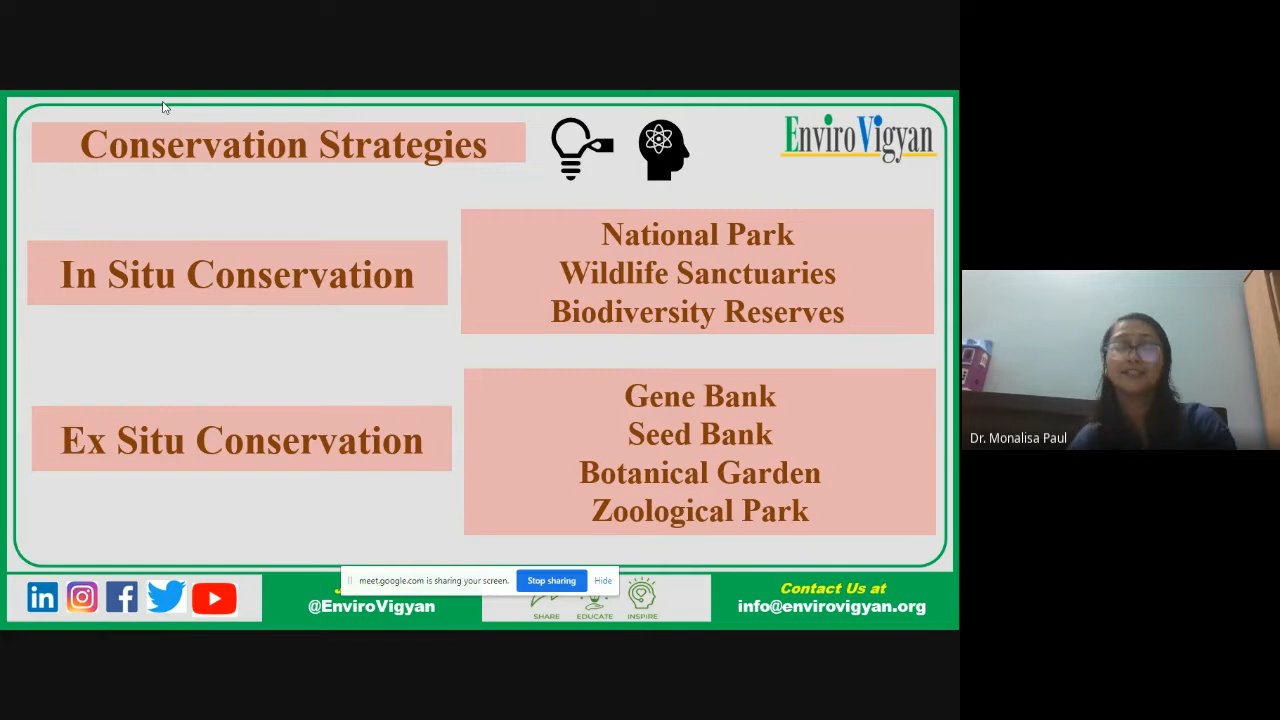 Conservation Strategies
EnviroVigyan
In Situ Conservation
National Park
Wildlife Sanctuaries
Biodiversity Reserves
Ex Situ Conservation
Gene Bank
Seed Bank
Botanical Garden
Zoological Park
Dr. Monalisa Paul
meet.google.com is sharing your screen.
Stop sharing
Hide
in
@EnviroVigyan
SHARE
EDUCATE
INSPIRE
Contact Us at
info@envirovigyan.org